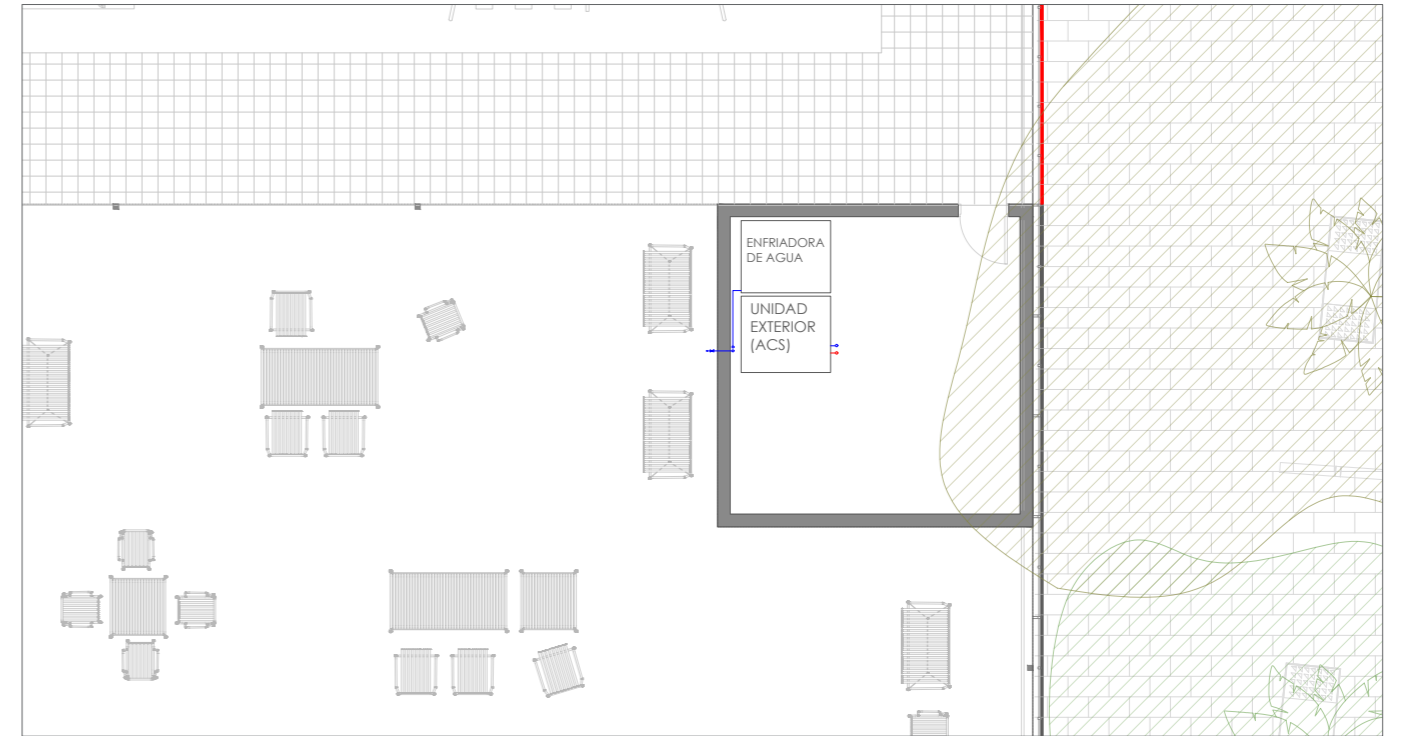 ENFRIADORA
DE AGUA
UNIDAD
EXTERIOR
(ACS)